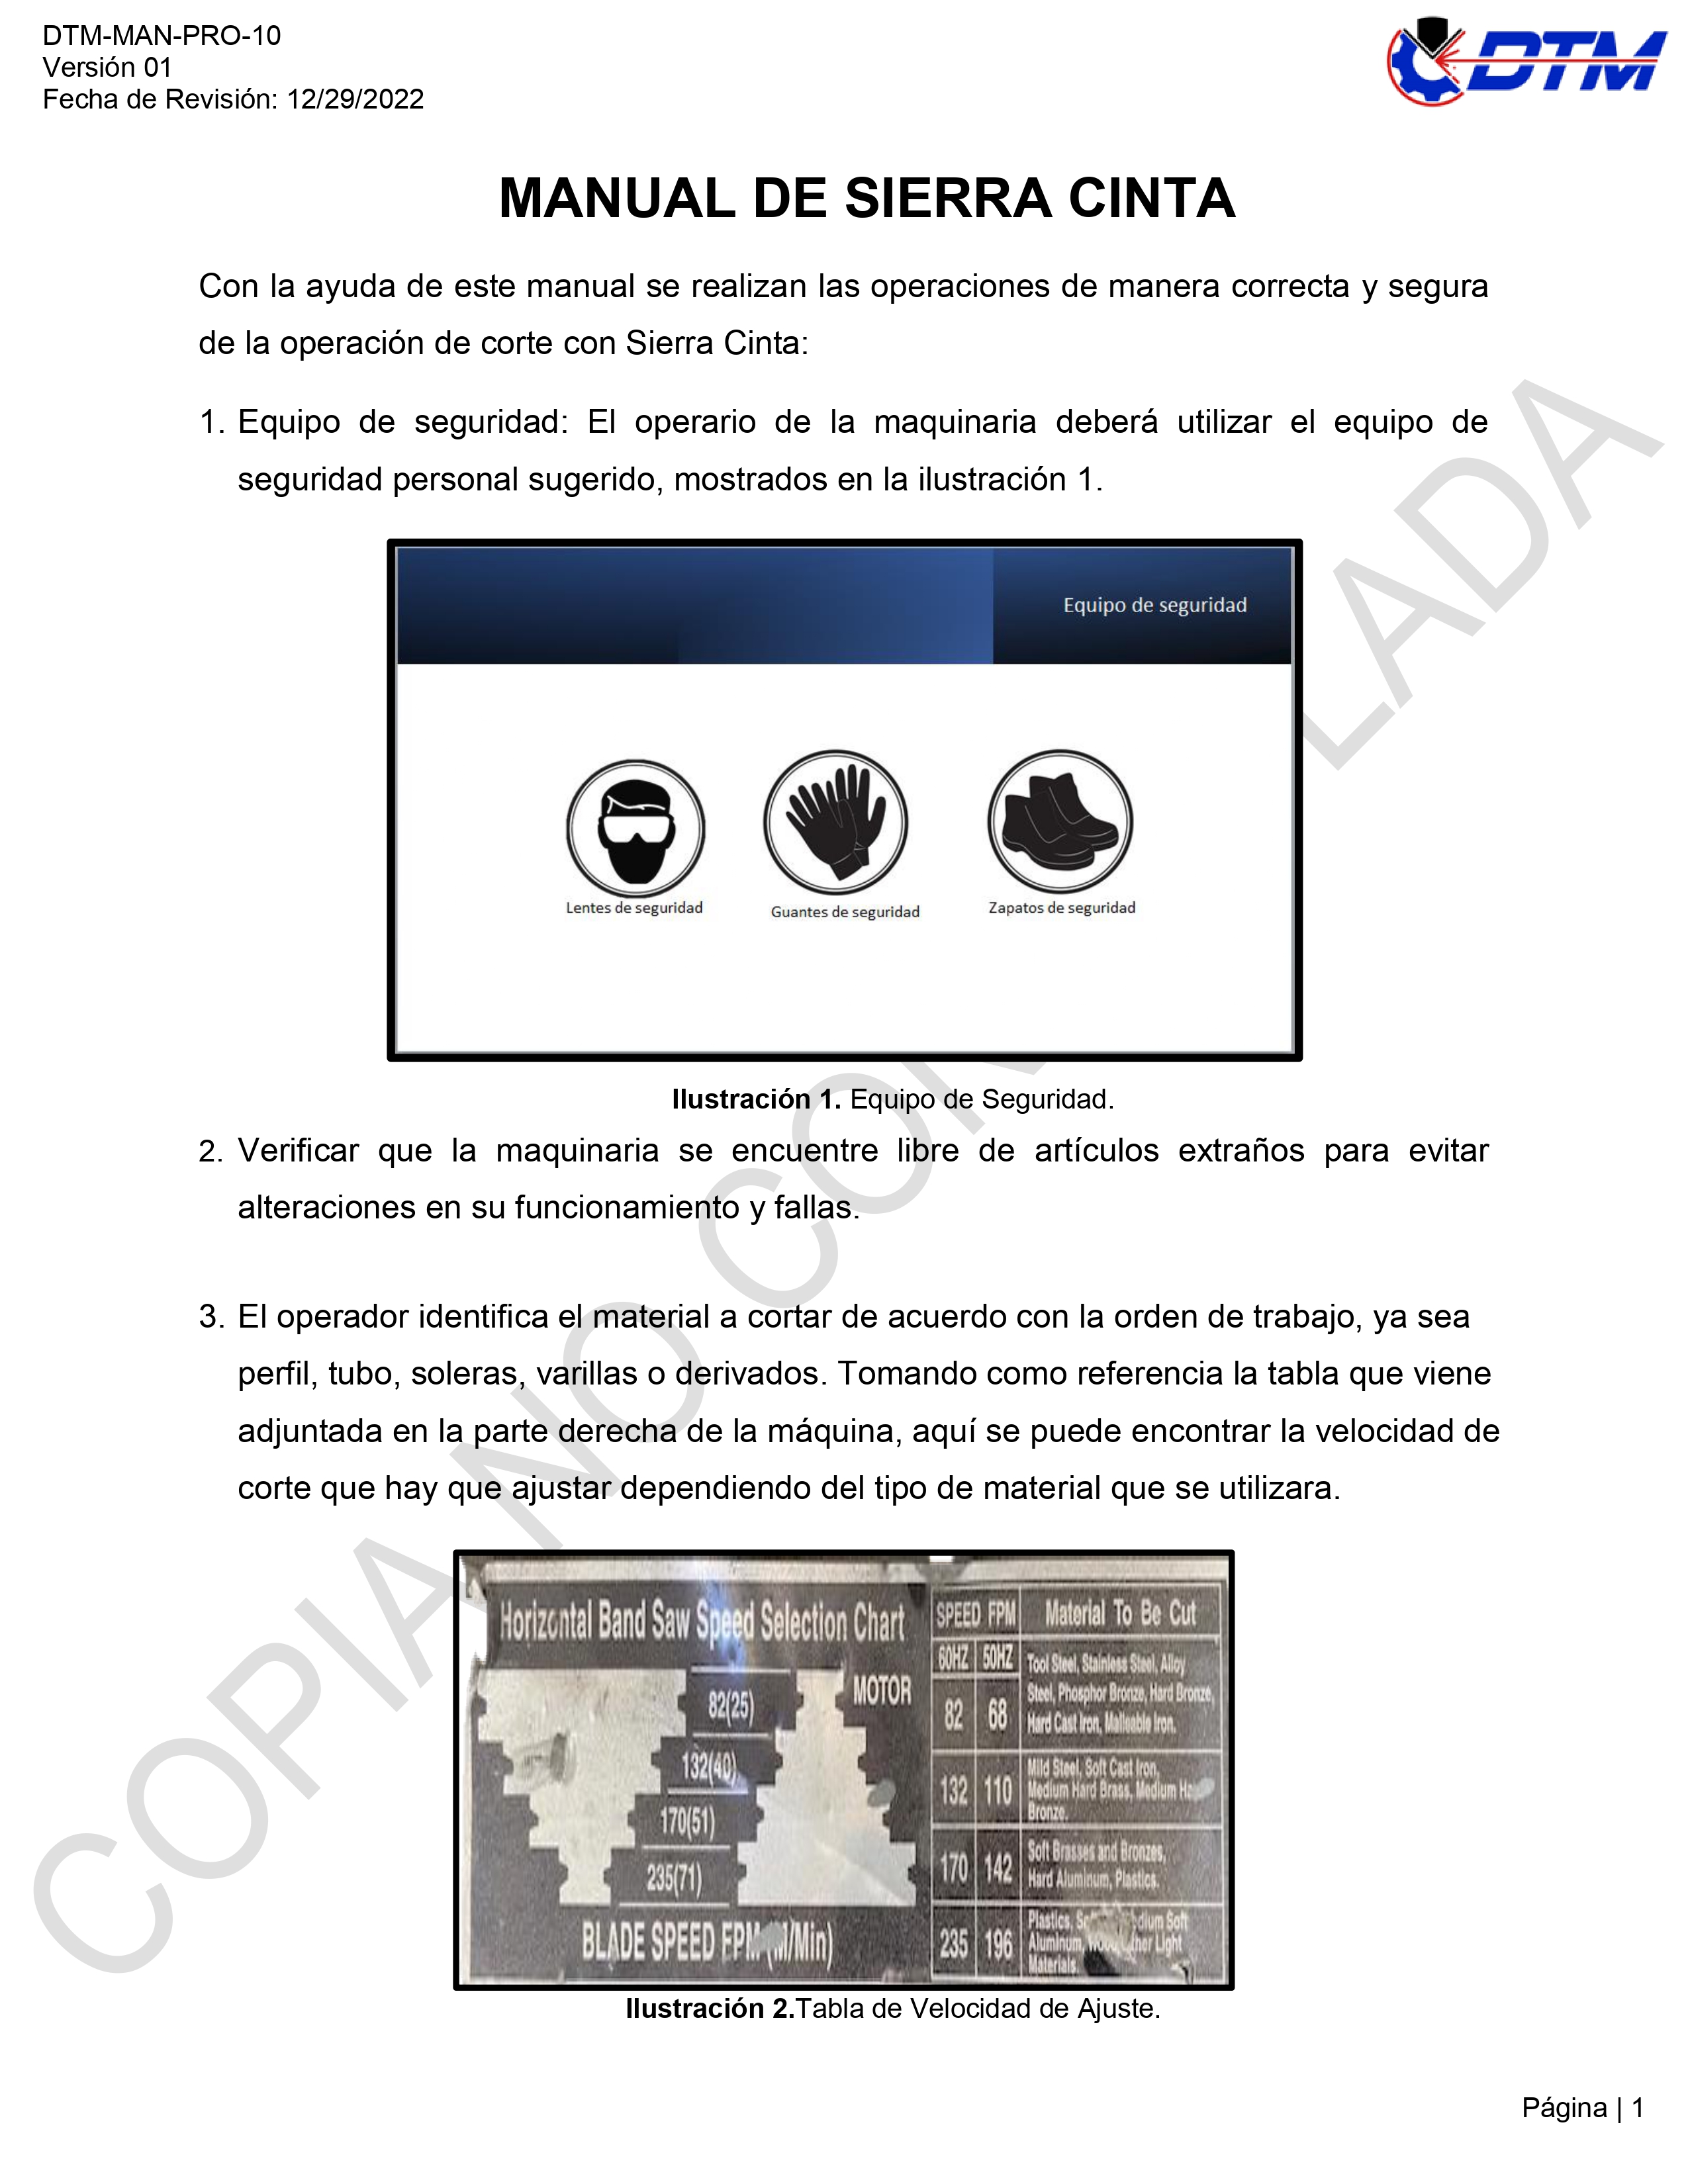 DTM-MAN-PRO-10
Versión 01
Fecha de Revisión: 12/29/2022
DTM
MANUAL DE SIERRA CINTA
Con la ayuda de este manual se realizan las operaciones de manera correcta y segura
de la operación de corte con Sierra Cinta:
1. Equipo de seguridad: El operario de la maquinaria deberá utilizar el equipo de
seguridad personal sugerido, mostrados en la ilustración 1.
Equipo de seguridad
Lentes de seguridad
Guantes de seguridad
Zapatos de seguridad
Ilustración 1. Equipo de Seguridad.
2. Verificar que la maquinaria se encuentre libre de artículos extraños para evitar
alteraciones en su funcionamiento y fallas.
3. El operador identifica el material a cortar de acuerdo con la orden de trabajo, ya sea
perfil, tubo, soleras, varillas o derivados. Tomando como referencia la tabla que viene
adjuntada en la parte derecha de la máquina, aquí se puede encontrar la velocidad de
corte que hay que ajustar dependiendo del tipo de material que se utilizara.
Horizontal Band Saw Speed Selection Chart
MOTOR
82(25)
132(40)
170(51)
235(71)
BLADE SPEED FPM (M/Min)
SPEED FPM Material To Be Cut
60HZ 50HZ
82 68 Tool Steel, Stainless Steel, Alloy
Steel, Phosphor Bronze, Hard Bronze,
Hard Cast Iron, Malleable Iron.
132 110 Mild Steel, Soft Cast Iron,
Medium Hard Brass, Medium
Bronze.
170 142 Soft Brasses and Bronzes,
Hard Aluminum, Plastics.
235 196 Plastics, Soft
Aluminum, Light
Materials.
Ilustración 2.Tabla de Velocidad de Ajuste.
Página | 1
COPIA NO CON LADA